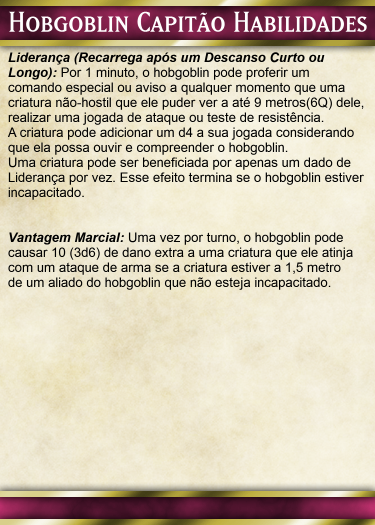 Hobgoblin Capitão Habilidades
Liderança (Recarrega após um Descanso Curto ou
Longo): Por 1 minuto, o hobgoblin pode proferir um
comando especial ou aviso a qualquer momento que uma
criatura não-hostil que ele puder ver a até 9 metros(6Q) dele,
realizar uma jogada de ataque ou teste de resistência.
A criatura pode adicionar um d4 a sua jogada considerando
que ela possa ouvir e compreender o hobgoblin.
Uma criatura pode ser beneficiada por apenas um dado de
Liderança por vez. Esse efeito termina se o hobgoblin estiver
incapacitado.
Vantagem Marcial: Uma vez por turno, o hobgoblin pode
causar 10 (3d6) de dano extra a uma criatura que ele atinja
com um ataque de arma se a criatura estiver a 1,5 metro
de um aliado do hobgoblin que não esteja incapacitado.